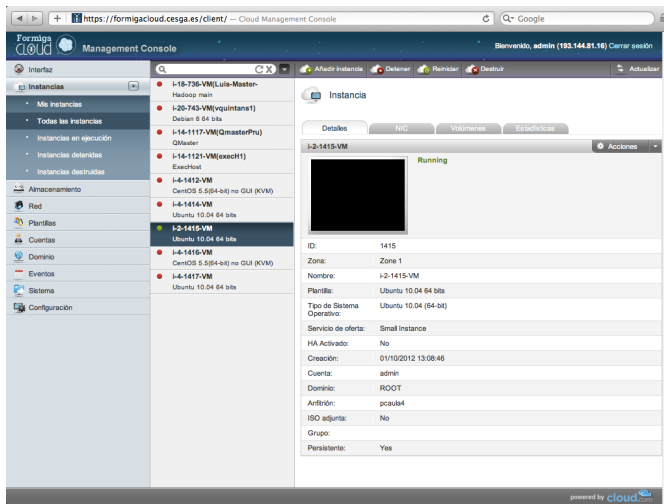 https://formigacloud.cesga.es/client/ — Cloud Management Console
Google
Formiga
CLOUD
Management Console
Bienvenido, admin (193.144.81.16) Cerrar sesión
Interfaz
Instancias
Mis instancias
Todas las instancias
Instancias en ejecución
Instancias detenidas
Instancias destruidas
Almacenamiento
Red
Plantillas
Cuentas
Dominio
Eventos
Sistema
Configuración
i-18-736-VM(Luis-Master-
Hadoop main
i-20-743-VM(vquintans1)
Debian 6 64 bits
i-14-1117-VM(QmasterPru)
QMaster
i-14-1121-VM(execH1)
ExecHost
i-4-1412-VM
CentOS 5.5(64-bit) no GUI (KVM)
i-4-1414-VM
Ubuntu 10.04 64 bits
i-2-1415-VM
Ubuntu 10.04 64 bits
i-4-1416-VM
CentOS 5.5(64-bit) no GUI (KVM)
i-4-1417-VM
Ubuntu 10.04 64 bits
Añadir instancia Detener Reiniciar Destruir Actualizar
Instancia
Detalles NIC Volúmenes Estadísticas
i-2-1415-VM Acciones
Running
ID: 1415
Zona: Zone 1
Nombre: i-2-1415-VM
Plantilla: Ubuntu 10.04 64 bits
Tipo de Sistema Ubuntu 10.04 (64-bit)
Operativo:
Servicio de oferta: Small Instance
HA Activado: No
Creación: 01/10/2012 13:08:46
Cuenta: admin
Dominio: ROOT
Anfitrión: pcaula4
ISO adjunta: No
Grupo:
Persistente: Yes
powered by cloud.com